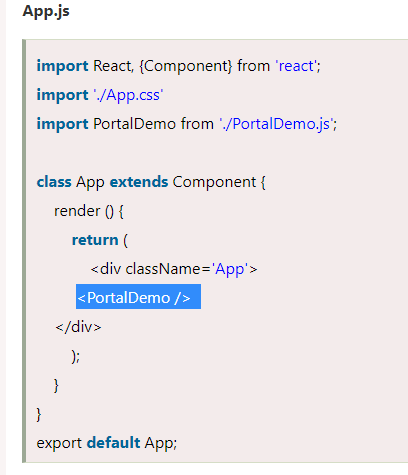 App.js
import React, {Component} from 'react';
import './App.css'
import PortalDemo from './PortalDemo.js';
class App extends Component {
render () {
return (
<div className='App'>
<PortalDemo />
</div>
);
}
}
export default App;